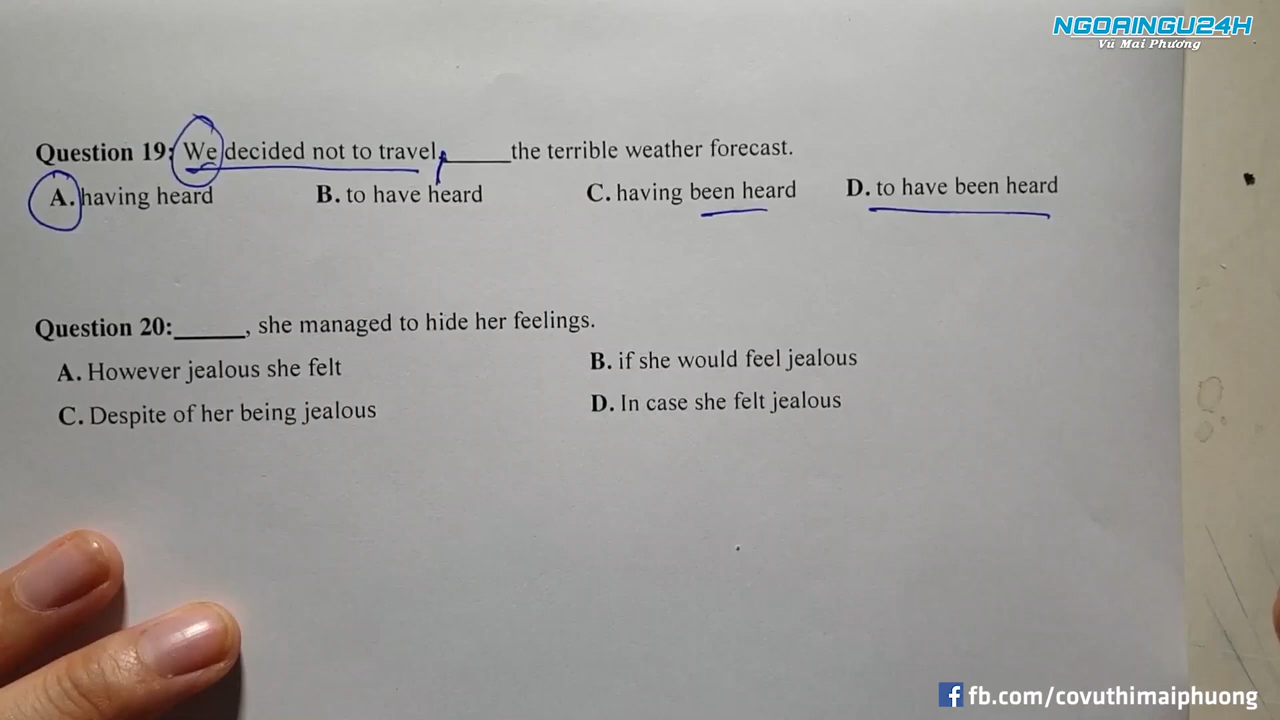 NGOAINGU24H
Vũ Mai Phương
Question 19: We decided not to travel, ______ the terrible weather forecast.
A. having heard B. to have heard C. having been heard D. to have been heard
Question 20: ______, she managed to hide her feelings.
A. However jealous she felt B. if she would feel jealous
C. Despite of her being jealous D. In case she felt jealous
fb.com/covuthimaiphuong